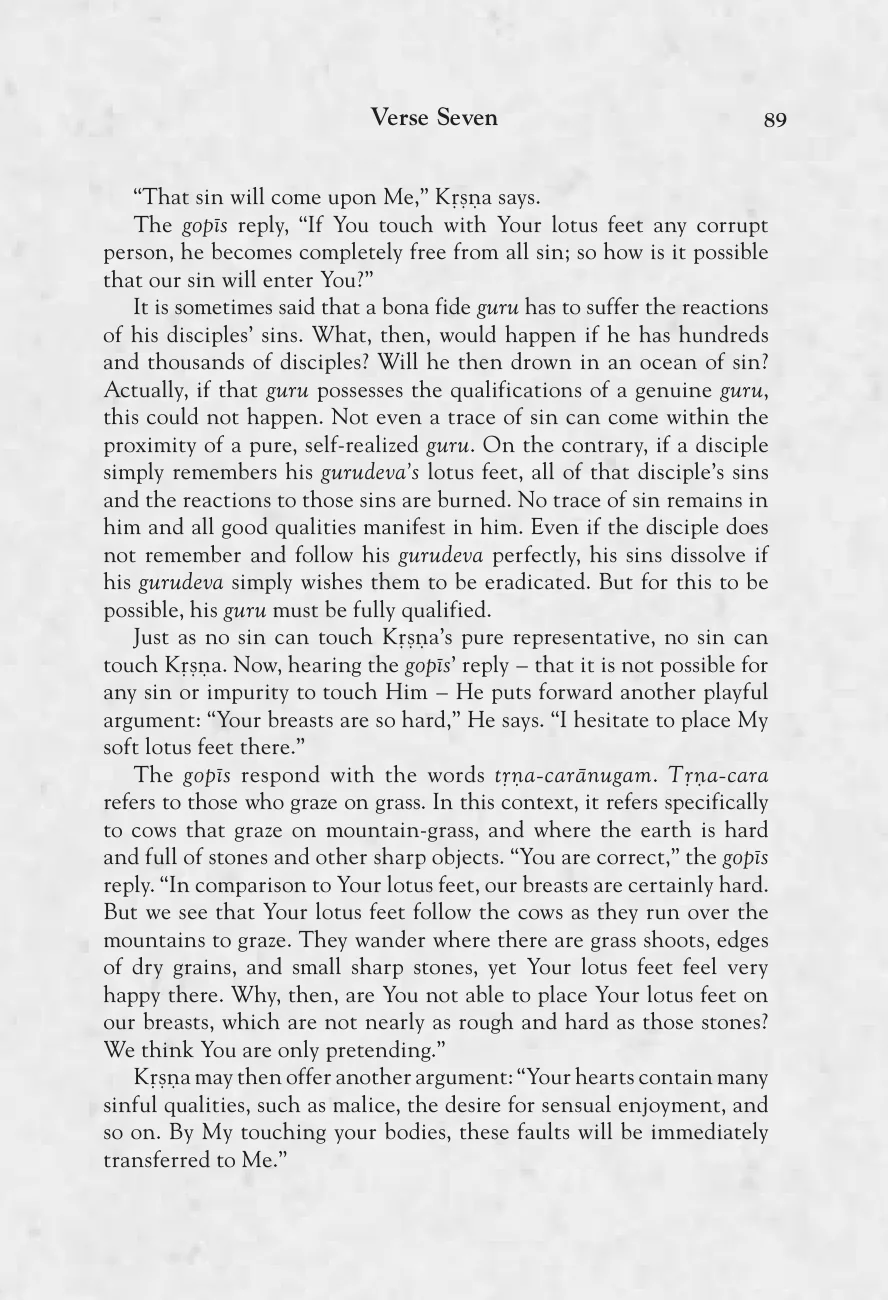 Verse Seven 89
“That sin will come upon Me,” Kṛṣṇa says.
The gopīs reply, “If You touch with Your lotus feet any corrupt
person, he becomes completely free from all sin; so how is it possible
that our sin will enter You?”
It is sometimes said that a bona fide guru has to suffer the reactions
of his disciples’ sins. What, then, would happen if he has hundreds
and thousands of disciples? Will he then drown in an ocean of sin?
Actually, if that guru possesses the qualifications of a genuine guru,
this could not happen. Not even a trace of sin can come within the
proximity of a pure, self-realized guru. On the contrary, if a disciple
simply remembers his gurudeva’s lotus feet, all of that disciple’s sins
and the reactions to those sins are burned. No trace of sin remains in
him and all good qualities manifest in him. Even if the disciple does
not remember and follow his gurudeva perfectly, his sins dissolve if
his gurudeva simply wishes them to be eradicated. But for this to be
possible, his guru must be fully qualified.
Just as no sin can touch Kṛṣṇa’s pure representative, no sin can
touch Kṛṣṇa. Now, hearing the gopīs’ reply – that it is not possible for
any sin or impurity to touch Him – He puts forward another playful
argument: “Your breasts are so hard,” He says. “I hesitate to place My
soft lotus feet there.”
The gopīs respond with the words tṛṇa-carānugam. Tṛṇa-cara
refers to those who graze on grass. In this context, it refers specifically
to cows that graze on mountain-grass, and where the earth is hard
and full of stones and other sharp objects. “You are correct,” the gopīs
reply. “In comparison to Your lotus feet, our breasts are certainly hard.
But we see that Your lotus feet follow the cows as they run over the
mountains to graze. They wander where there are grass shoots, edges
of dry grains, and small sharp stones, yet Your lotus feet feel very
happy there. Why, then, are You not able to place Your lotus feet on
our breasts, which are not nearly as rough and hard as those stones?
We think You are only pretending.”
Kṛṣṇa may then offer another argument: “Your hearts contain many
sinful qualities, such as malice, the desire for sensual enjoyment, and
so on. By My touching your bodies, these faults will be immediately
transferred to Me.”